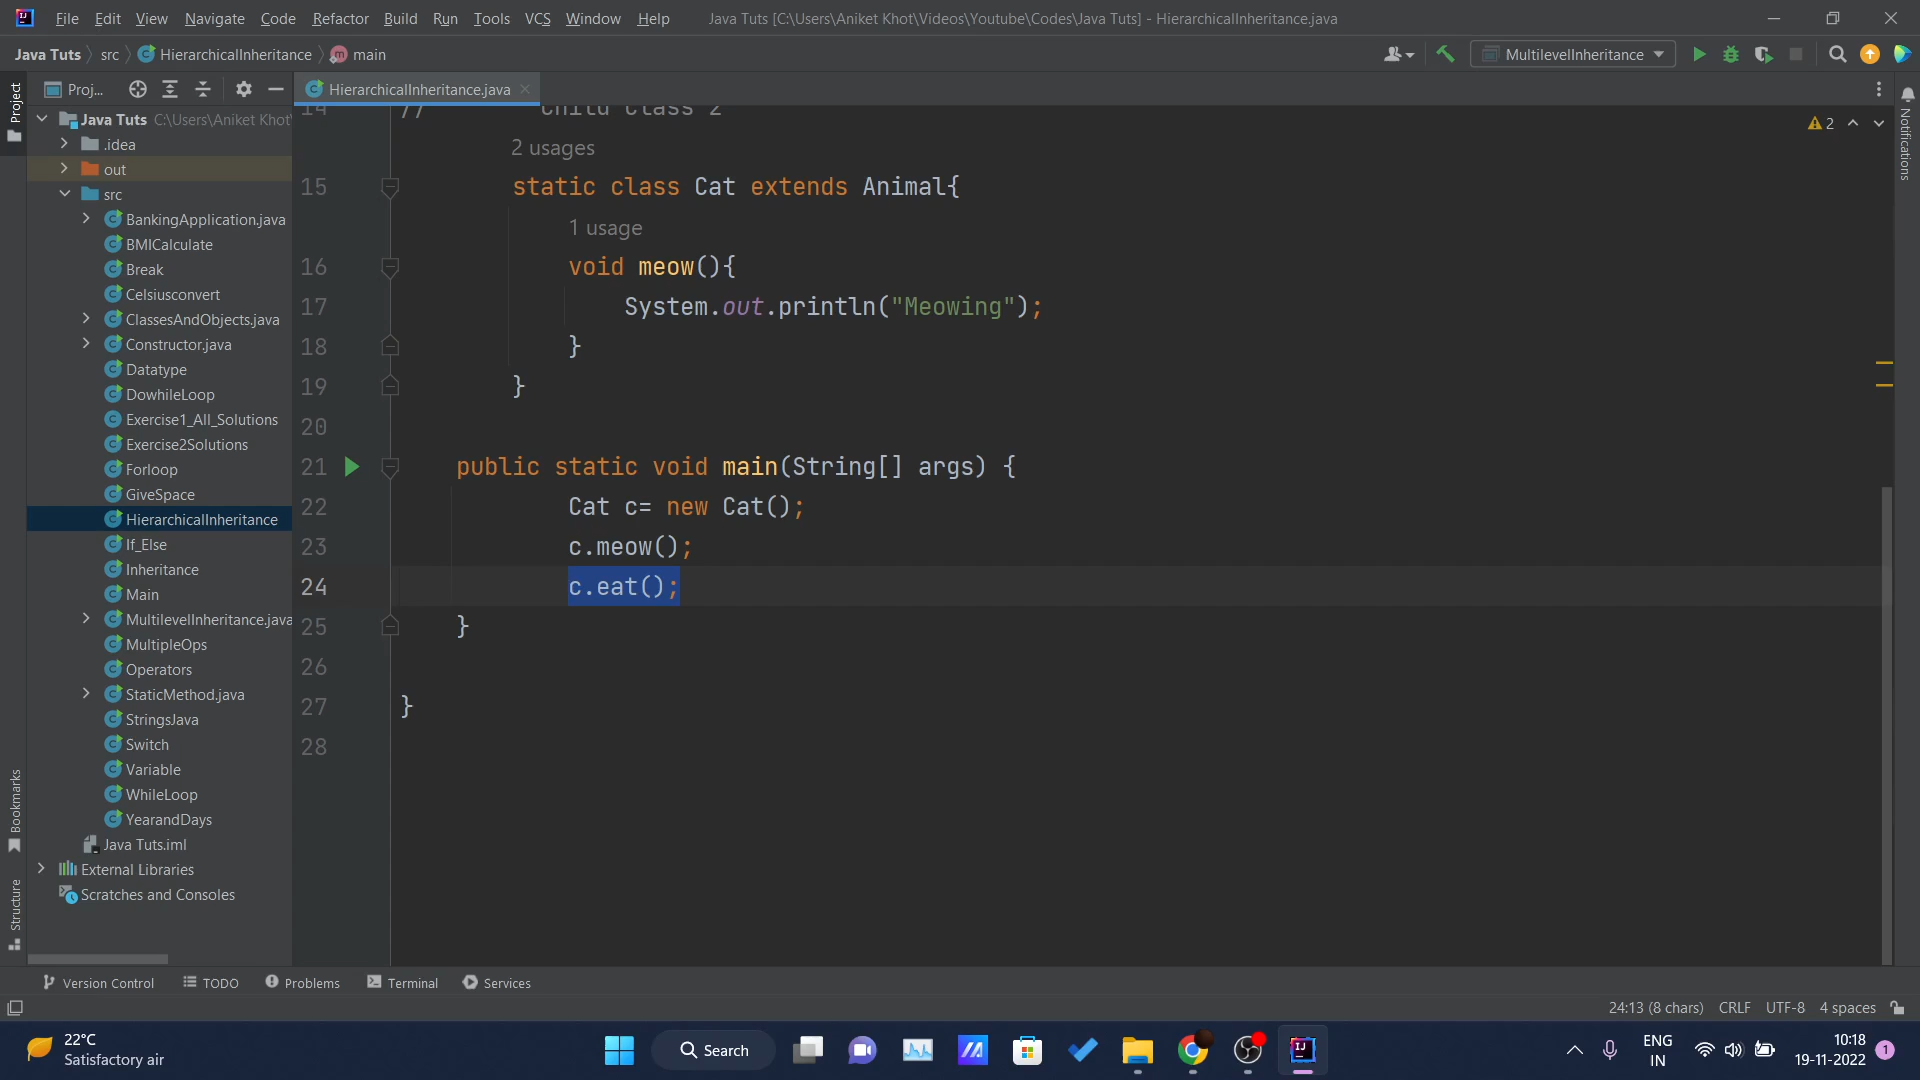 File Edit View Navigate Code Refactor Build Run Tools VCS Window Help Java Tuts [C:\Users\Aniket Khot\Videos\Youtube\Codes\Java Tuts] - HierarchicalInheritance.java
Java Tuts src HierarchicalInheritance main MultilevelInheritance
Project
Proj...
HierarchicalInheritance.java
Java Tuts C:\Users\Aniket Khot\
.idea
out
src
BankingApplication.java
BMICalculate
Break
Celsiusconvert
ClassesAndObjects.java
Constructor.java
Datatype
DowhileLoop
Exercise1_All_Solutions
Exercise2Solutions
Forloop
GiveSpace
HierarchicalInheritance
If_Else
Inheritance
Main
MultilevelInheritance.java
MultipleOps
Operators
StaticMethod.java
StringsJava
Switch
Variable
WhileLoop
YearandDays
Java Tuts.iml
External Libraries
Scratches and Consoles
Bookmarks
Structure
14 // Child Class 2
2 usages
15 static class Cat extends Animal{
1 usage
16 void meow(){
17 System.out.println("Meowing");
18 }
19 }
20
21 public static void main(String[] args) {
22 Cat c= new Cat();
23 c.meow();
24 c.eat();
25 }
26
27 }
28
2
Notifications
Version Control TODO Problems Terminal Services
24:13 (8 chars) CRLF UTF-8 4 spaces
22°C
Satisfactory air
Search
ENG
IN
10:18
19-11-2022
1